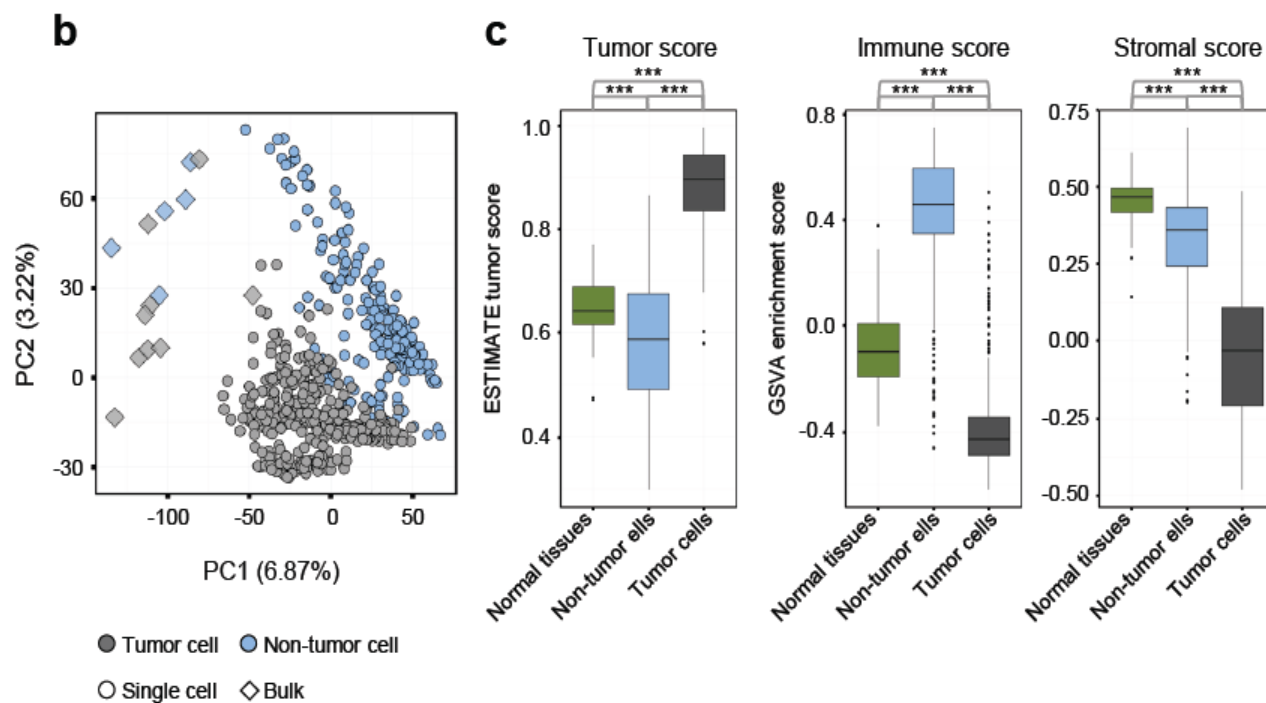 b
PC2 (3.22%)
60
30
0
-30
-100
-50
0
50
PC1 (6.87%)
Tumor cell
Non-tumor cell
Single cell
Bulk
c
Tumor score
***
*** ***
ESTIMATE tumor score
1.0
0.8
0.6
0.4
Normal tissues
Non-tumor ells
Tumor cells
Immune score
***
*** ***
GSVA enrichment score
0.8
0.4
0.0
-0.4
Normal tissues
Non-tumor ells
Tumor cells
Stromal score
***
*** ***
0.75
0.50
0.25
0.00
-0.25
-0.50
Normal tissues
Non-tumor ells
Tumor cells